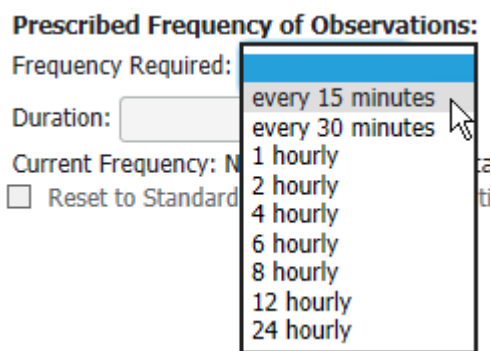 Prescribed Frequency of Observations:
Frequency Required:
every 15 minutes
Duration:
every 30 minutes
1 hourly
Current Frequency:
2 hourly
Reset to Standard
4 hourly
6 hourly
8 hourly
12 hourly
24 hourly